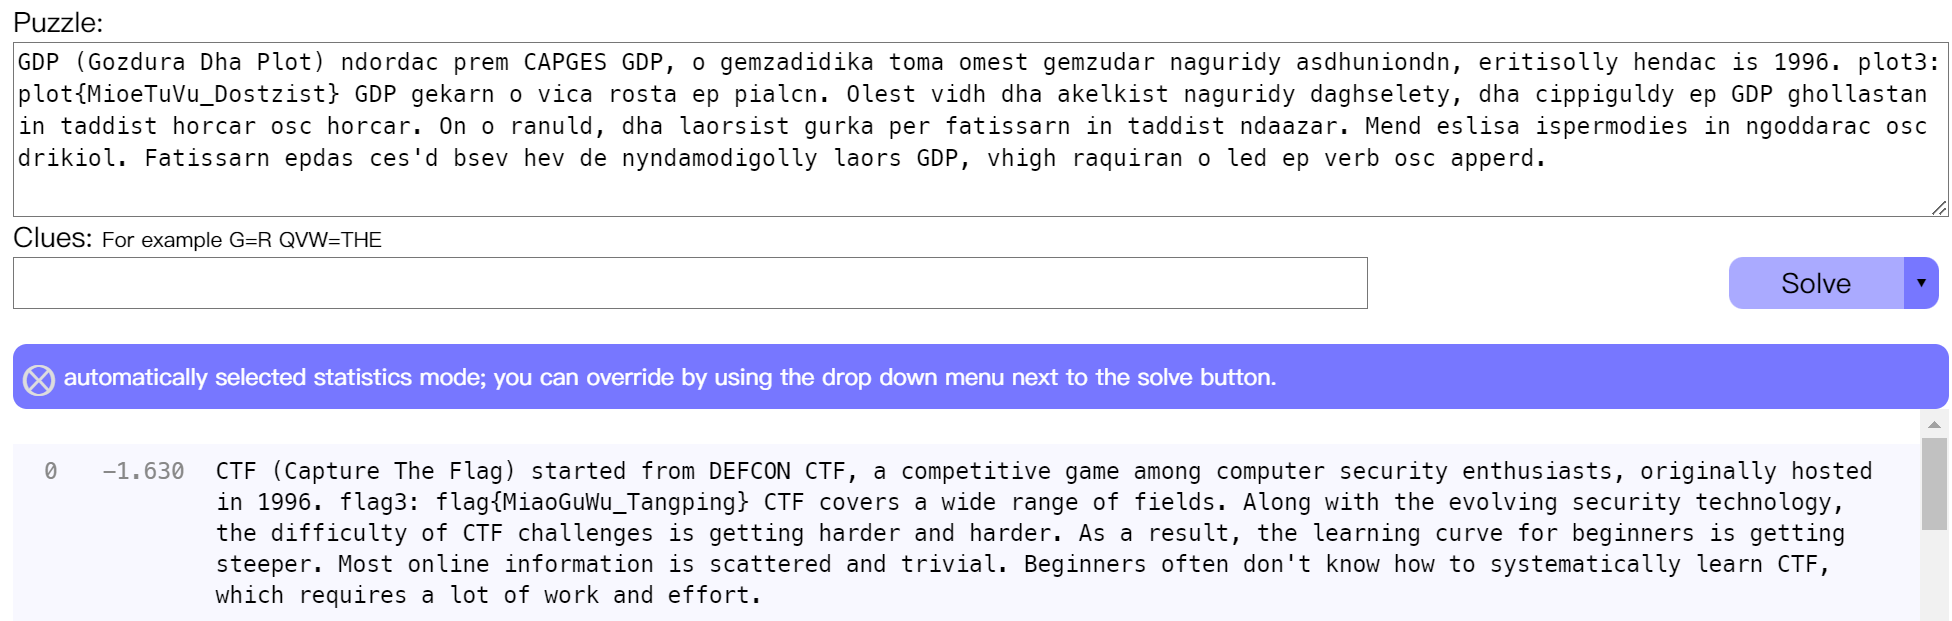 Puzzle:
GDP (Gozdura Dha Plot) ndordac prem CAPGES GDP, o gemzadidika toma omest gemzudar naguridy asdhuniondn, eritisolly hendac is 1996. plot3:
plot{MioeTuVu_Dostzist} GDP gekarn o vica rosta ep pialcn. Olest vidh dha akelkist naguridy daghselety, dha cippiguldy ep GDP ghollastan
in taddist horcar osc horcar. On o ranuld, dha laorsist gurka per fatissarn in taddist ndaazar. Mend eslisa ispermodies in ngoddarac osc
drikiol. Fatissarn epdas ces'd bsev hev de nyndamodigolly laors GDP, vhigh raquiran o led ep verb osc apperd.
Clues: For example G=R QVW=THE
Solve ▼
automatically selected statistics mode; you can override by using the drop down menu next to the solve button.
0 -1.630 CTF (Capture The Flag) started from DEFCON CTF, a competitive game among computer security enthusiasts, originally hosted
in 1996. flag3: flag{MiaoGuWu_Tangping} CTF covers a wide range of fields. Along with the evolving security technology,
the difficulty of CTF challenges is getting harder and harder. As a result, the learning curve for beginners is getting
steeper. Most online information is scattered and trivial. Beginners often don't know how to systematically learn CTF,
which requires a lot of work and effort.